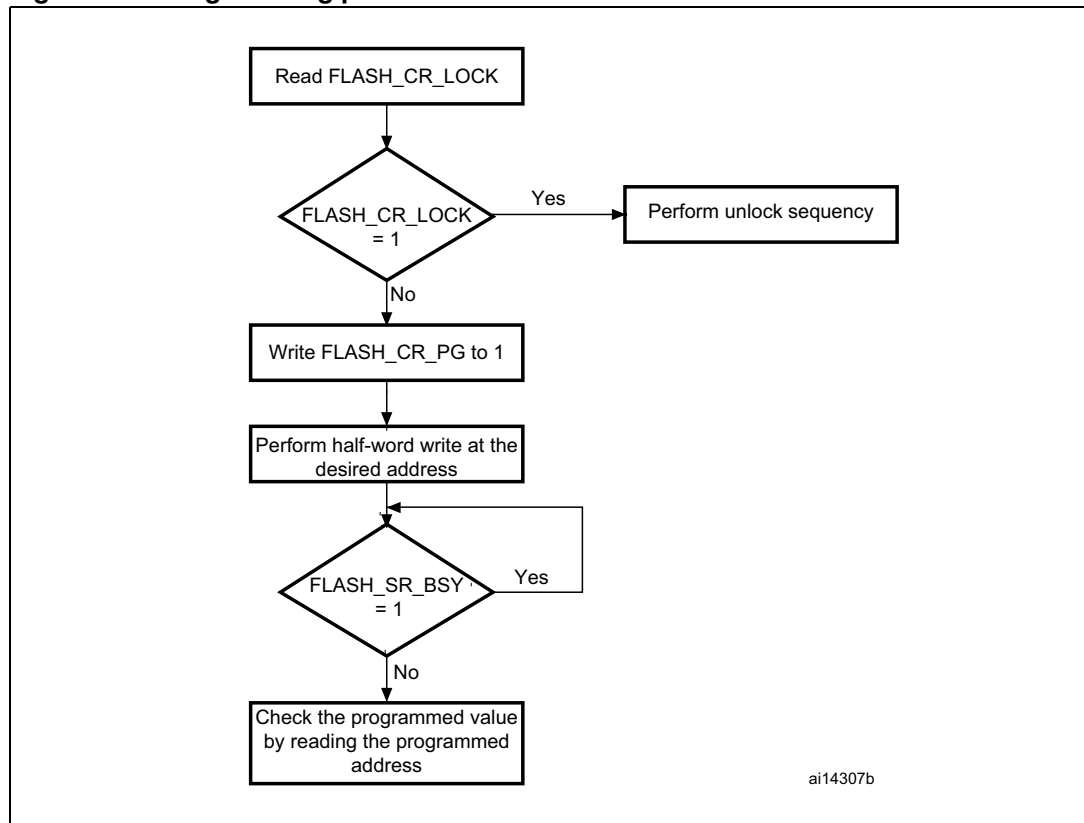 Read FLASH_CR_LOCK
FLASH_CR_LOCK
= 1
Yes
Perform unlock sequency
No
Write FLASH_CR_PG to 1
Perform half-word write at the
desired address
FLASH_SR_BSY
= 1
Yes
No
Check the programmed value
by reading the programmed
address
ai14307b